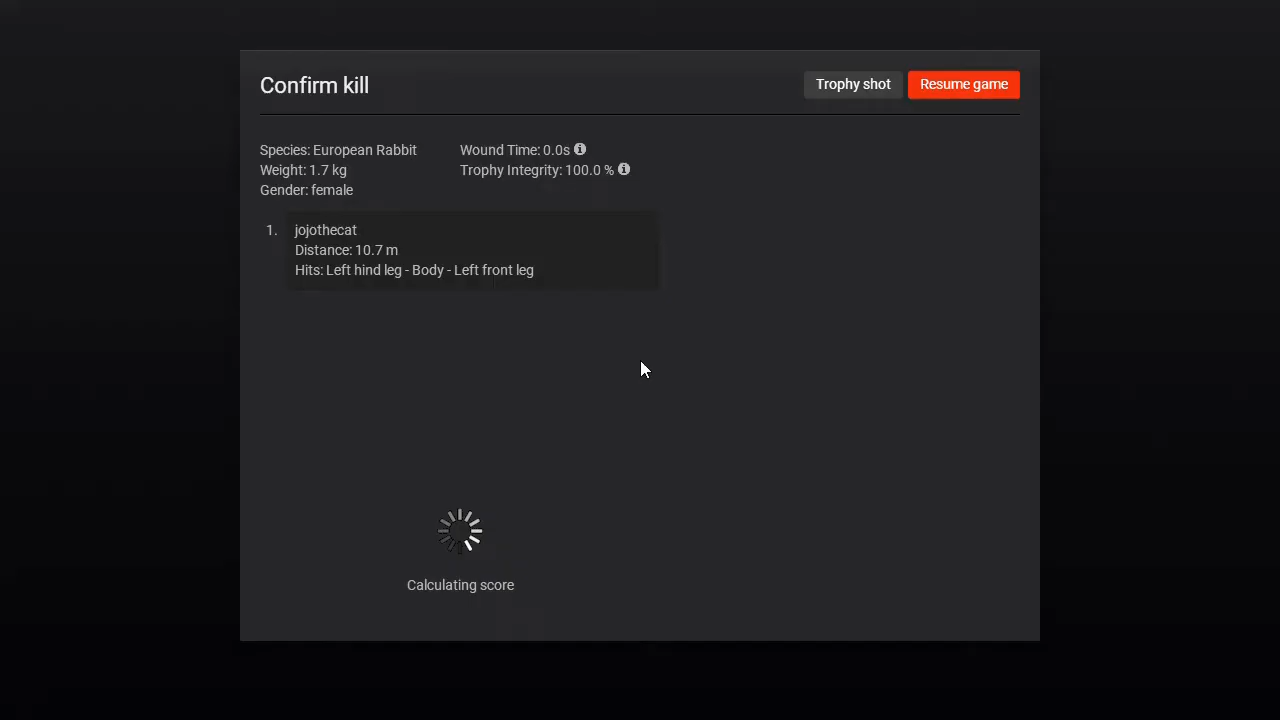 Confirm kill
Trophy shot
Resume game
Species: European Rabbit
Weight: 1.7 kg
Gender: female
Wound Time: 0.0s
Trophy Integrity: 100.0 %
1.
jojothecat
Distance: 10.7 m
Hits: Left hind leg - Body - Left front leg
Calculating score